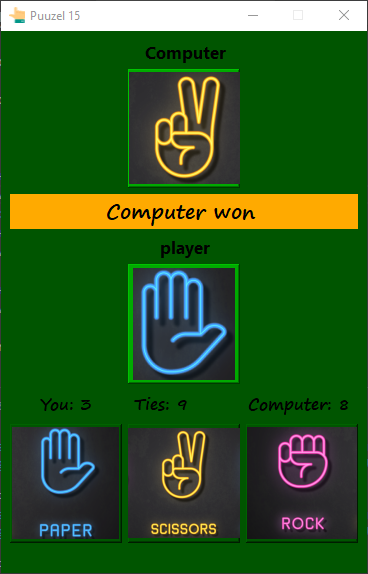 Puuzel 15
Computer
Computer won
player
You: 3 Ties: 9 Computer: 8
PAPER SCISSORS ROCK